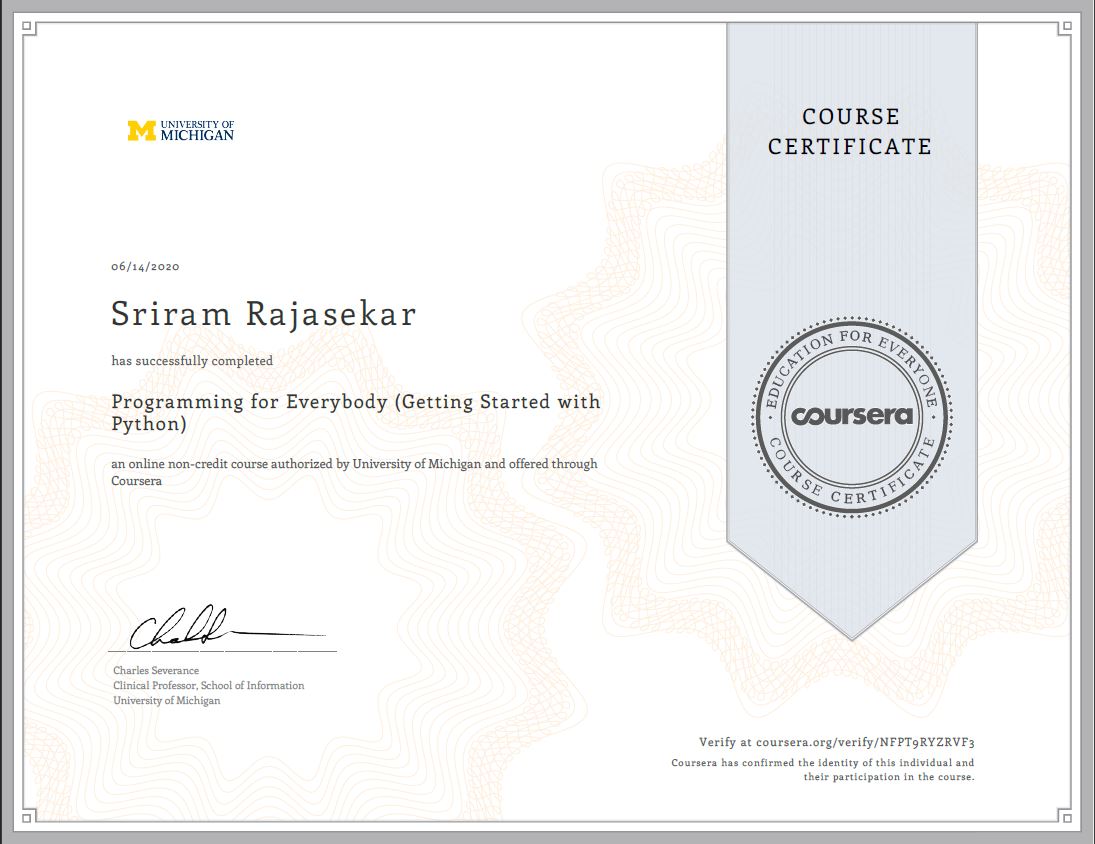 UNIVERSITY OF
MICHIGAN
COURSE
CERTIFICATE
06/14/2020
Sriram Rajasekar
has successfully completed
Programming for Everybody (Getting Started with
Python)
an online non-credit course authorized by University of Michigan and offered through
Coursera
EDUCATION FOR EVERYONE
coursera
COURSE CERTIFICATE
Charles Severance
Clinical Professor, School of Information
University of Michigan
Verify at coursera.org/verify/NFPT9RYZRVF3
Coursera has confirmed the identity of this individual and
their participation in the course.